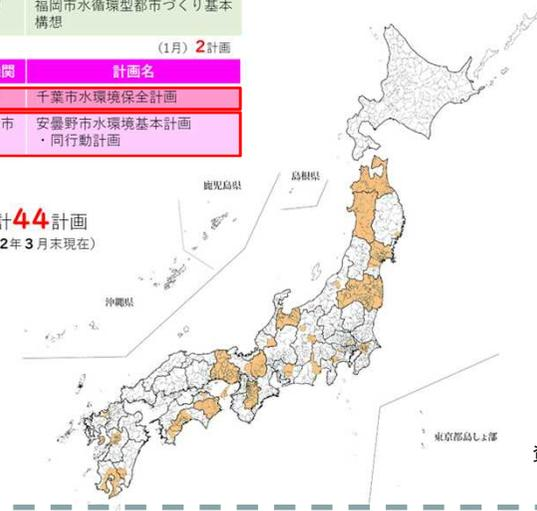 福岡市水循環型都市づくり基本
構想
（1月）2計画
関 計画名
千葉市水環境保全計画
市 安曇野市水環境基本計画
・同行動計画
計44計画
2年3月末現在）
鹿児島県
島根県
沖縄県
東京都島しょ部